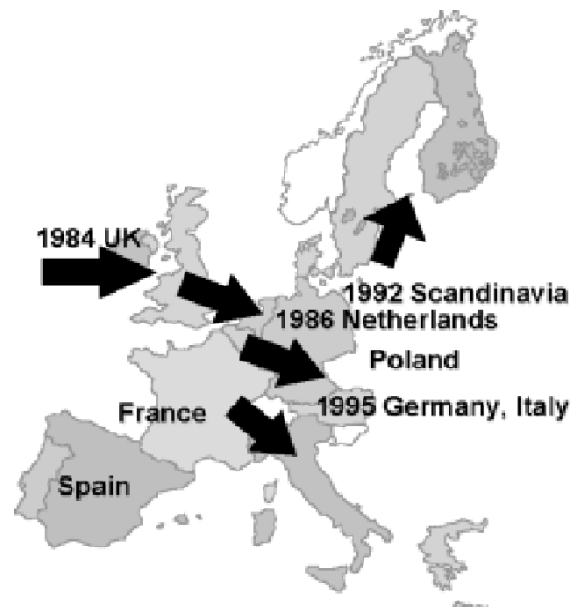 1984 UK
1992 Scandinavia
1986 Netherlands
Poland
1995 Germany, Italy
France
Spain